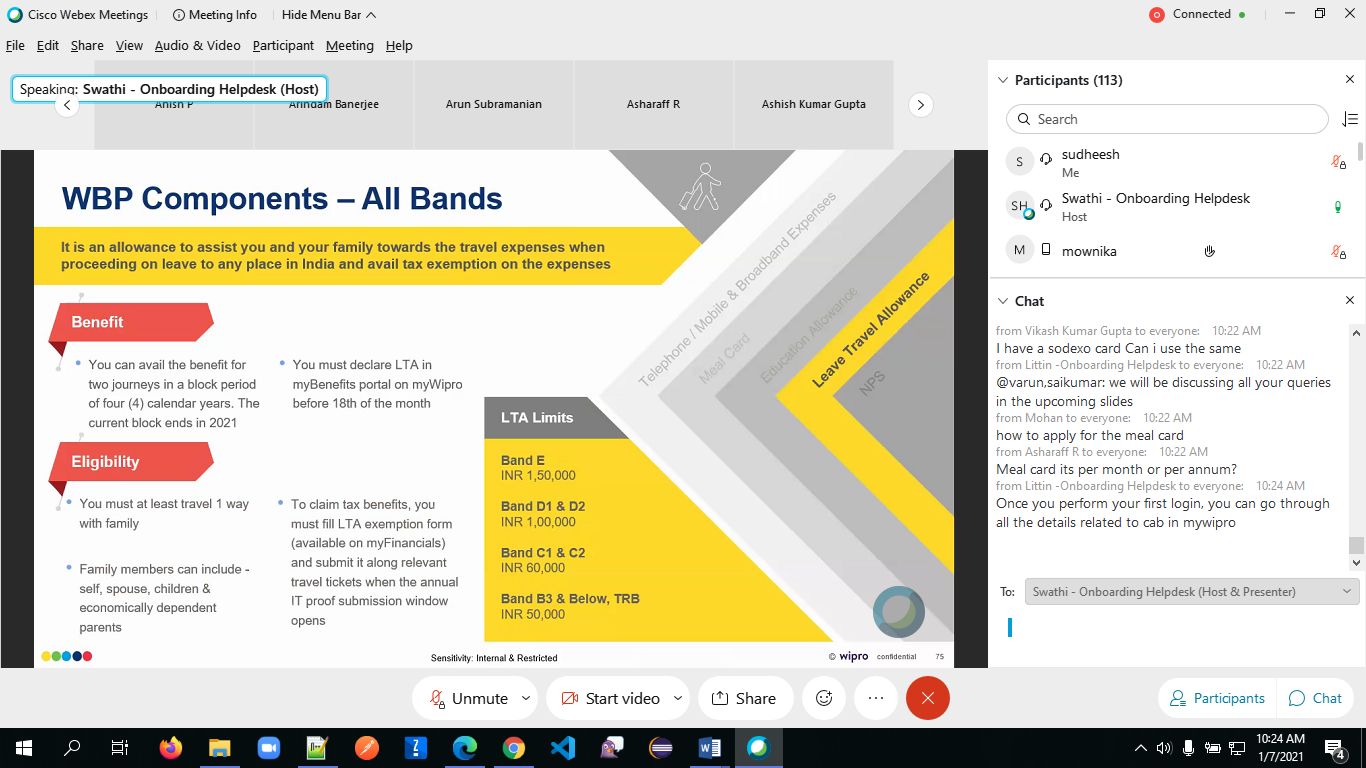 Cisco Webex Meetings
Meeting Info
Hide Menu Bar
Connected
File Edit Share View Audio & Video Participant Meeting Help
Speaking: Swathi - Onboarding Helpdesk (Host)
Anish P
Arindam Banerjee
Arun Subramanian
Asharaff R
Ashish Kumar Gupta
WBP Components – All Bands
It is an allowance to assist you and your family towards the travel expenses when
proceeding on leave to any place in India and avail tax exemption on the expenses
Benefit
• You can avail the benefit for
two journeys in a block period
of four (4) calendar years. The
current block ends in 2021
• You must declare LTA in
myBenefits portal on myWipro
before 18th of the month
Eligibility
• You must at least travel 1 way
with family
• Family members can include -
self, spouse, children &
economically dependent
parents
• To claim tax benefits, you
must fill LTA exemption form
(available on myFinancials)
and submit it along relevant
travel tickets when the annual
IT proof submission window
opens
LTA Limits
Band E
INR 1,50,000
Band D1 & D2
INR 1,00,000
Band C1 & C2
INR 60,000
Band B3 & Below, TRB
INR 50,000
Telephone / Mobile & Broadband Expenses
Meal Card
Education Allowance
Leave Travel Allowance
NPS
Sensitivity: Internal & Restricted
© wipro confidential 75
Participants (113)
Search
S
sudheesh
Me
SH
Swathi - Onboarding Helpdesk
Host
M
mownika
Chat
from Vikash Kumar Gupta to everyone: 10:22 AM
I have a sodexo card Can i use the same
from Littin -Onboarding Helpdesk to everyone: 10:22 AM
@varun,saikumar: we will be discussing all your queries
in the upcoming slides
from Mohan to everyone: 10:22 AM
how to apply for the meal card
from Asharaff R to everyone: 10:22 AM
Meal card its per month or per annum?
from Littin -Onboarding Helpdesk to everyone: 10:24 AM
Once you perform your first login, you can go through
all the details related to cab in mywipro
To: Swathi - Onboarding Helpdesk (Host & Presenter)
Unmute
Start video
Share
Participants
Chat
10:24 AM
1/7/2021
4